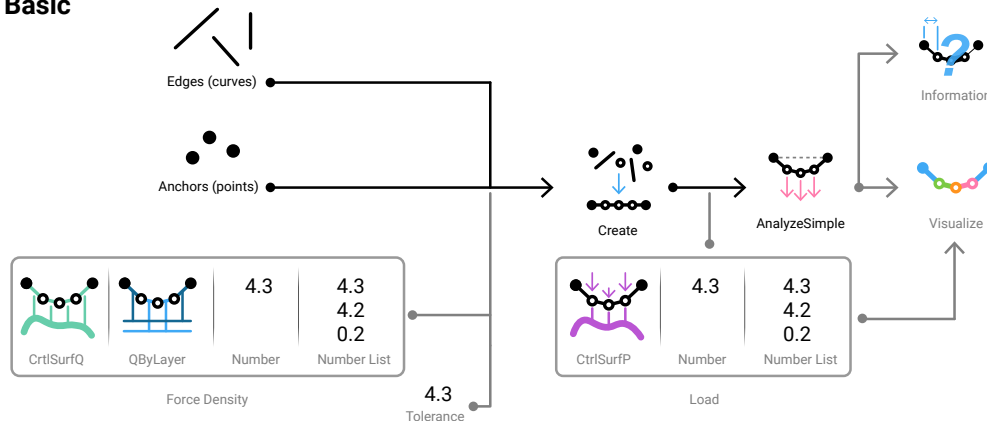 Basic
Edges (curves)
Anchors (points)
Create
AnalyzeSimple
Information
Visualize
4.3
4.3
4.2
0.2
CrtlSurfQ
QByLayer
Number
Number List
Force Density
4.3
Tolerance
4.3
4.3
4.2
0.2
CtrlSurfP
Number
Number List
Load
?